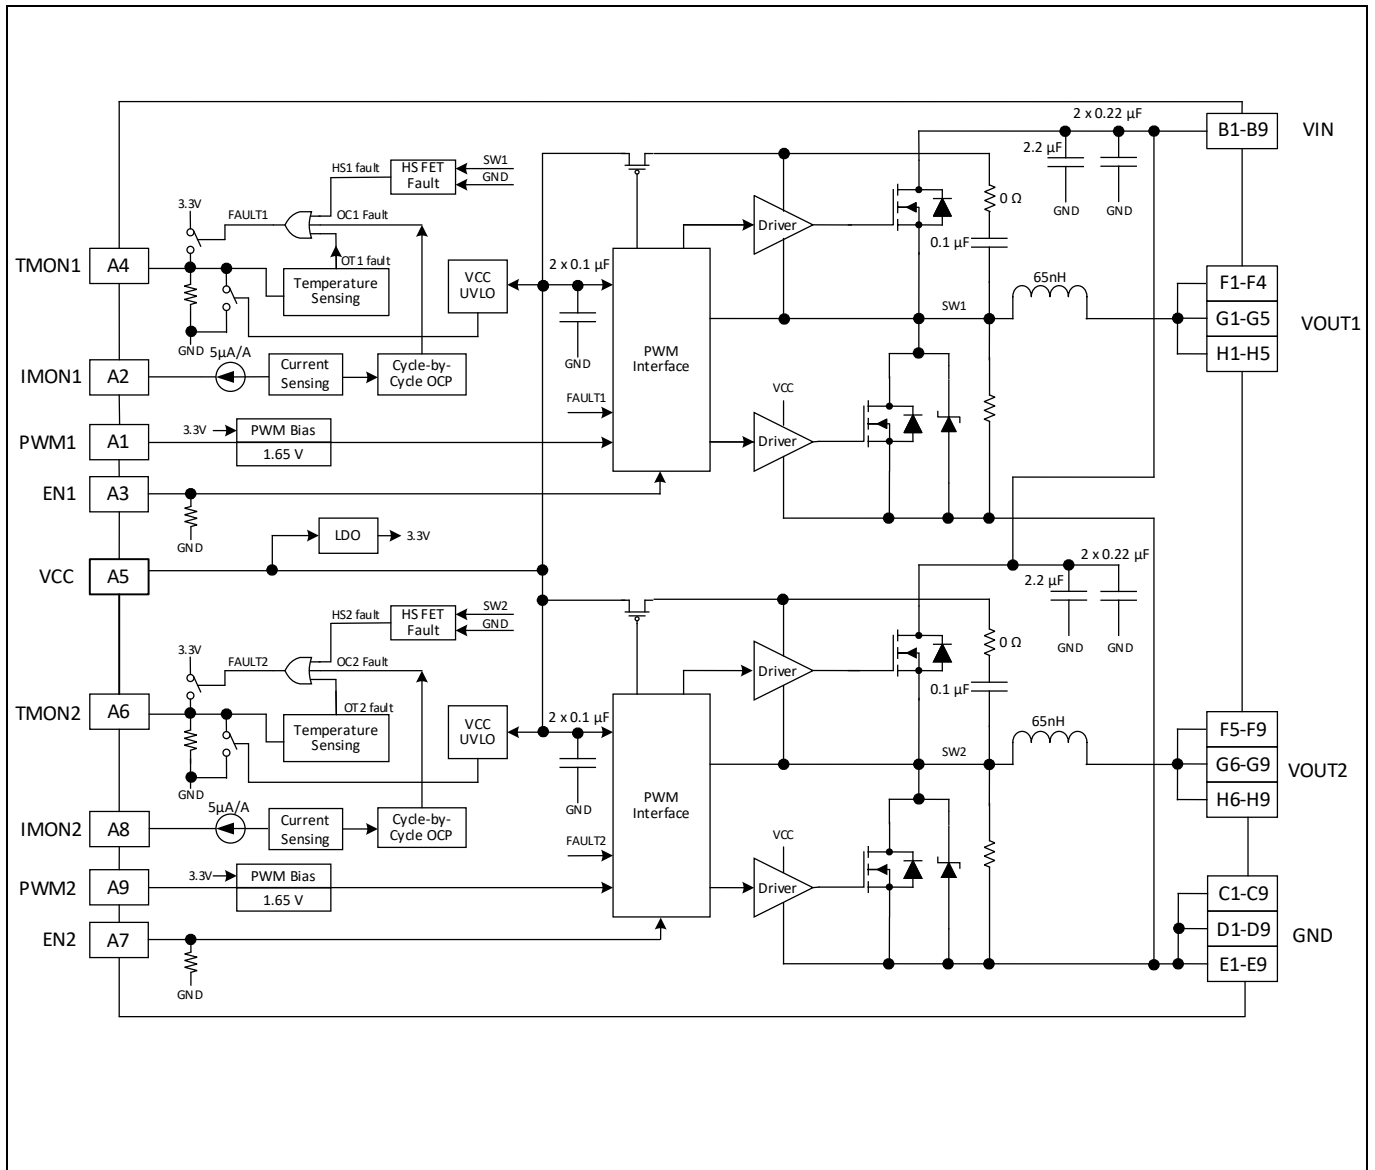 2 x 0.22 µF
B1-B9
VIN
2.2 µF
GND
GND
HS1 fault
HS FET
Fault
SW1
GND
3.3V
FAULT1
OC1 Fault
OT1 fault
Driver
0 Ω
0.1 µF
TMON1
A4
Temperature
Sensing
VCC
UVLO
2 x 0.1 µF
GND
GND
65nH
SW1
F1-F4
G1-G5
H1-H5
VOUT1
PWM
Interface
IMON1
A2
5µA/A
Current
Sensing
Cycle-by-
Cycle OCP
FAULT1
VCC
Driver
PWM1
A1
3.3V
PWM Bias
1.65 V
EN1
A3
GND
LDO
3.3V
VCC
A5
2 x 0.22 µF
2.2 µF
GND
GND
HS2 fault
HS FET
Fault
SW2
GND
3.3V
FAULT2
OC2 Fault
OT2 fault
Driver
0 Ω
0.1 µF
TMON2
A6
Temperature
Sensing
VCC
UVLO
2 x 0.1 µF
GND
GND
65nH
SW2
F5-F9
G6-G9
H6-H9
VOUT2
PWM
Interface
IMON2
A8
5µA/A
Current
Sensing
Cycle-by-
Cycle OCP
FAULT2
VCC
Driver
PWM2
A9
3.3V
PWM Bias
1.65 V
EN2
A7
GND
C1-C9
D1-D9
E1-E9
GND